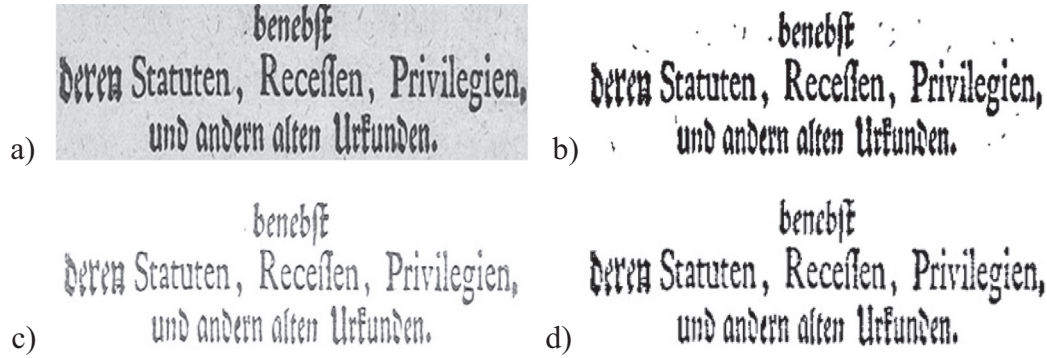 benebſt
deren Statuten, Receſſen, Privilegien,
a) und andern alten Urkunden.
benebſt
deren Statuten, Receſſen, Privilegien,
b) und andern alten Urkunden.
benebſt
deren Statuten, Receſſen, Privilegien,
c) und andern alten Urkunden.
benebſt
deren Statuten, Receſſen, Privilegien,
d) und andern alten Urkunden.